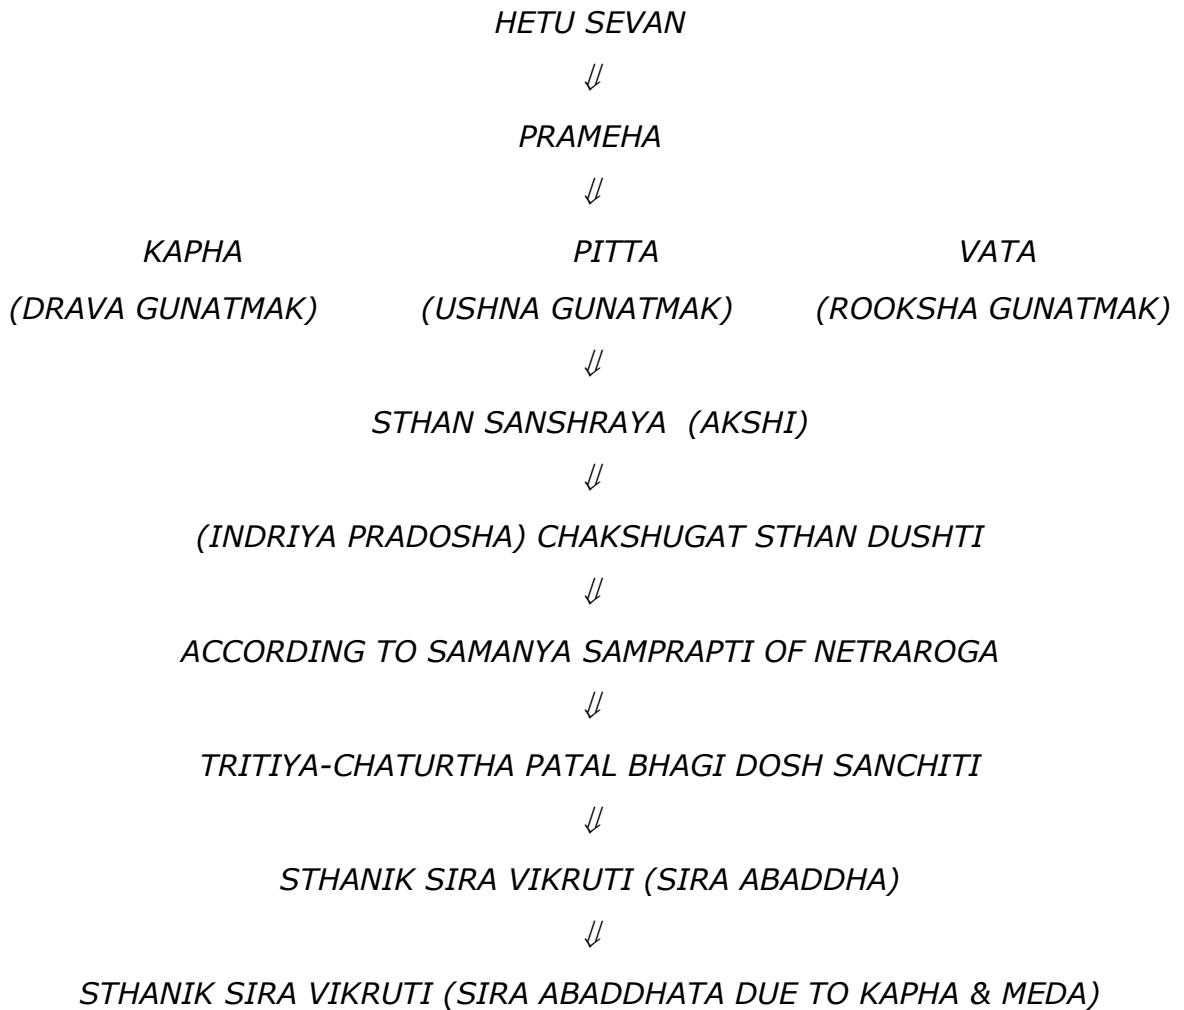 HETU SEVAN
⇓
PRAMEHA
⇓
KAPHA PITTA VATA
(DRAVA GUNATMAK) (USHNA GUNATMAK) (ROOKSHA GUNATMAK)
⇓
STHAN SANSHRAYA (AKSHI)
⇓
(INDRIYA PRADOSHA) CHAKSHUGAT STHAN DUSHTI
⇓
ACCORDING TO SAMANYA SAMPRAPTI OF NETRAROGA
⇓
TRITIYA-CHATURTHA PATAL BHAGI DOSH SANCHITI
⇓
STHANIK SIRA VIKRUTI (SIRA ABADDHA)
⇓
STHANIK SIRA VIKRUTI (SIRA ABADDHATA DUE TO KAPHA & MEDA)